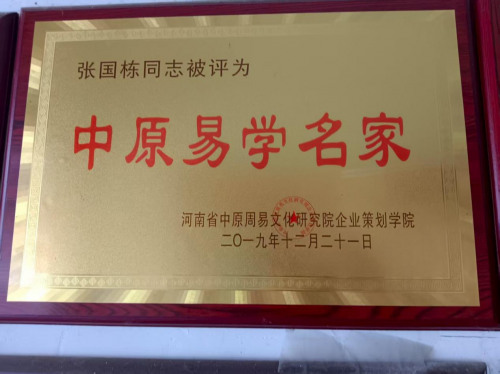 张国栋同志被评为
中原易学名家
河南省中原周易文化研究院企业策划学院
二〇一九年十二月二十一日